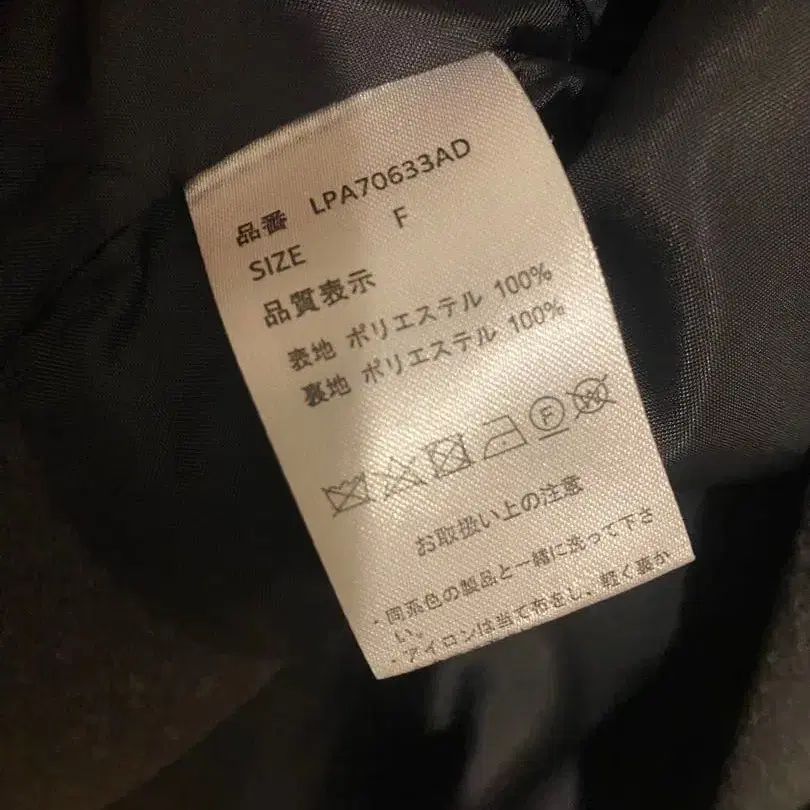 品番 LPA70633AD
SIZE F
品質表示
表地 ポリエステル 100%
裏地 ポリエステル 100%
F W
お取扱い上の注意
・同系色の製品と一緒に洗って下さ
い。
・アイロンは当て布をし、軽く裏か